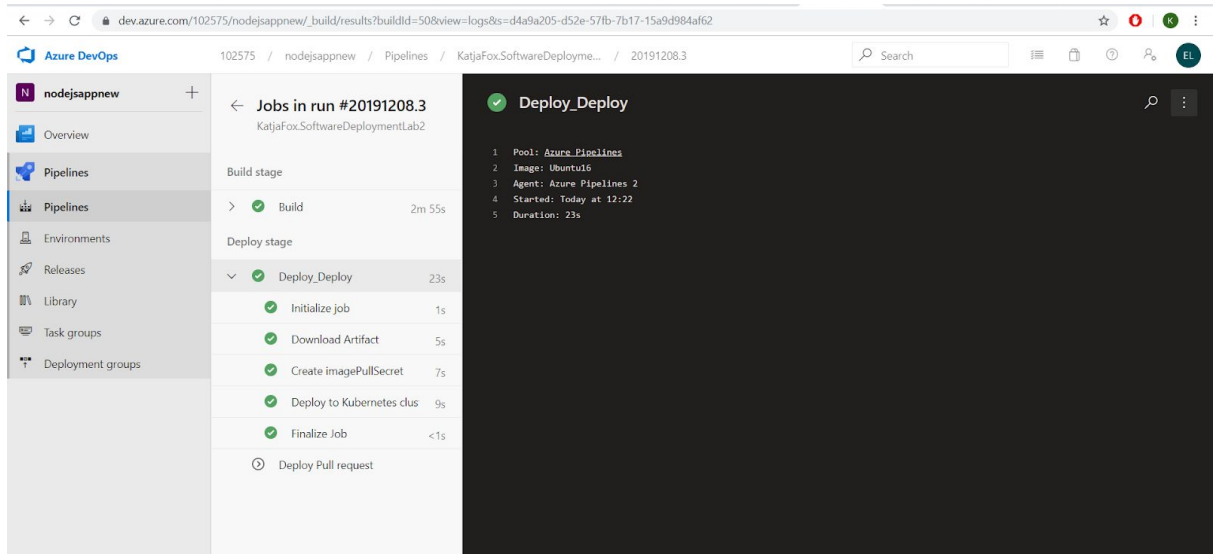 dev.azure.com/102575/nodejsappnew/_build/results?buildId=50&view=logs&s=d4a9a205-d52e-57fb-7b17-15a9d984af62
K
Azure DevOps
102575 / nodejsappnew / Pipelines / KatjaFox.SoftwareDeployme... / 20191208.3
Search
EL
N nodejsappnew
Overview
Pipelines
Pipelines
Environments
Releases
Library
Task groups
Deployment groups
Jobs in run #20191208.3
KatjaFox.SoftwareDeploymentLab2
Build stage
Build 2m 55s
Deploy stage
Deploy_Deploy 23s
Initialize job 1s
Download Artifact 5s
Create imagePullSecret 7s
Deploy to Kubernetes clus 9s
Finalize Job <1s
Deploy Pull request
Deploy_Deploy
1 Pool: Azure Pipelines
2 Image: Ubuntu16
3 Agent: Azure Pipelines 2
4 Started: Today at 12:22
5 Duration: 23s